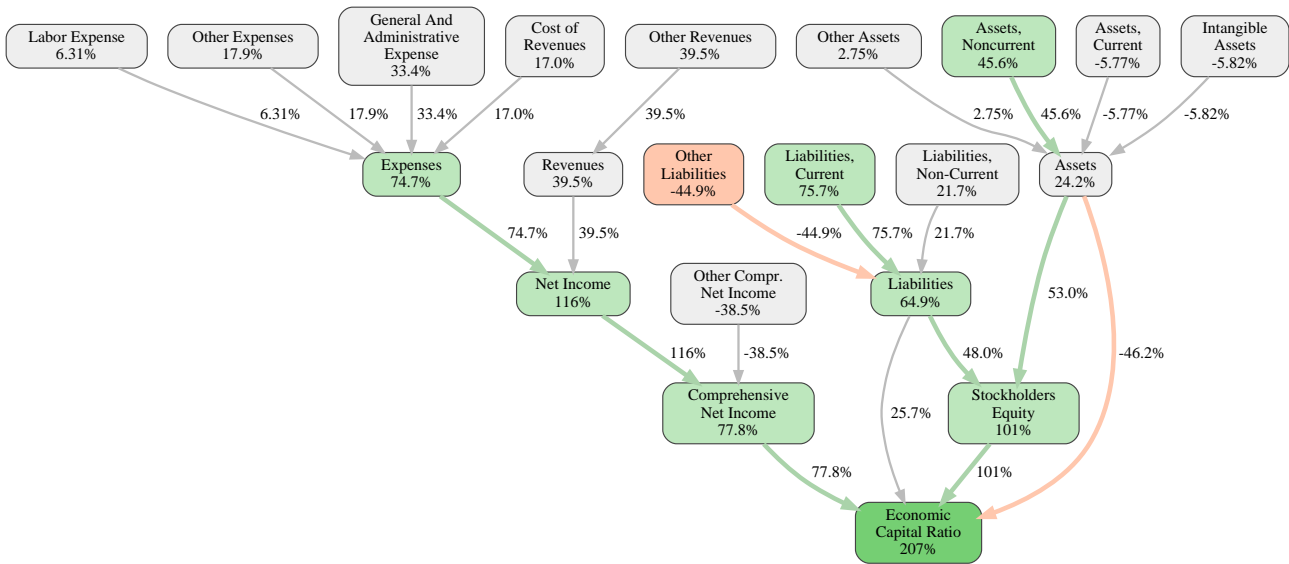 Labor Expense
6.31%
Other Expenses
17.9%
General And
Administrative
Expense
33.4%
Cost of
Revenues
17.0%
Other Revenues
39.5%
Other Assets
2.75%
Assets,
Noncurrent
45.6%
Assets,
Current
-5.77%
Intangible
Assets
-5.82%
6.31%
17.9%
33.4%
17.0%
39.5%
2.75%
45.6%
-5.77%
-5.82%
Expenses
74.7%
Revenues
39.5%
Other
Liabilities
-44.9%
Liabilities,
Current
75.7%
Liabilities,
Non-Current
21.7%
Assets
24.2%
74.7%
39.5%
-44.9%
75.7%
21.7%
Net Income
116%
Other Compr.
Net Income
-38.5%
Liabilities
64.9%
53.0%
116%
-38.5%
48.0%
-46.2%
Comprehensive
Net Income
77.8%
25.7%
Stockholders
Equity
101%
77.8%
101%
Economic
Capital Ratio
207%